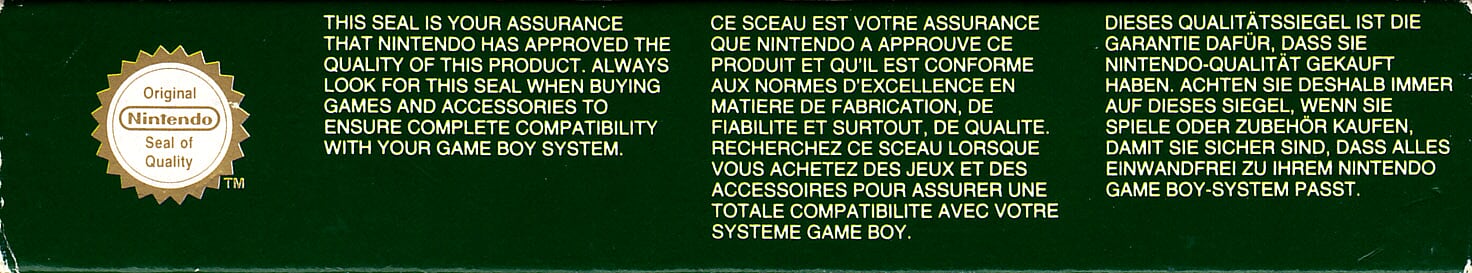 Original
Nintendo
Seal of
Quality
TM
THIS SEAL IS YOUR ASSURANCE
THAT NINTENDO HAS APPROVED THE
QUALITY OF THIS PRODUCT. ALWAYS
LOOK FOR THIS SEAL WHEN BUYING
GAMES AND ACCESSORIES TO
ENSURE COMPLETE COMPATIBILITY
WITH YOUR GAME BOY SYSTEM.
CE SCEAU EST VOTRE ASSURANCE
QUE NINTENDO A APPROUVE CE
PRODUIT ET QU'IL EST CONFORME
AUX NORMES D'EXCELLENCE EN
MATIERE DE FABRICATION, DE
FIABILITE ET SURTOUT, DE QUALITE.
RECHERCHEZ CE SCEAU LORSQUE
VOUS ACHETEZ DES JEUX ET DES
ACCESSOIRES POUR ASSURER UNE
TOTALE COMPATIBILITE AVEC VOTRE
SYSTEME GAME BOY.
DIESES QUALITÄTSSIEGEL IST DIE
GARANTIE DAFÜR, DASS SIE
NINTENDO-QUALITÄT GEKAUFT
HABEN. ACHTEN SIE DESHALB IMMER
AUF DIESES SIEGEL, WENN SIE
SPIELE ODER ZUBEHÖR KAUFEN,
DAMIT SIE SICHER SIND, DASS ALLES
EINWANDFREI ZU IHREM NINTENDO
GAME BOY-SYSTEM PASST.